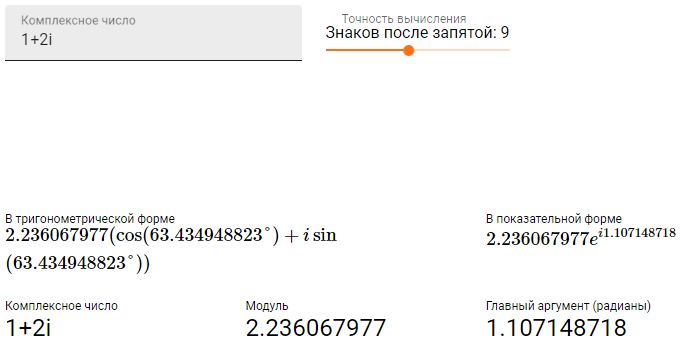 Комплексное число
1+2i
Точность вычисления
Знаков после запятой: 9
В тригонометрической форме
2.236067977(cos(63.434948823°) + i sin
(63.434948823°))
В показательной форме
2.236067977e^{i1.107148718}
Комплексное число
1+2i
Модуль
2.236067977
Главный аргумент (радианы)
1.107148718